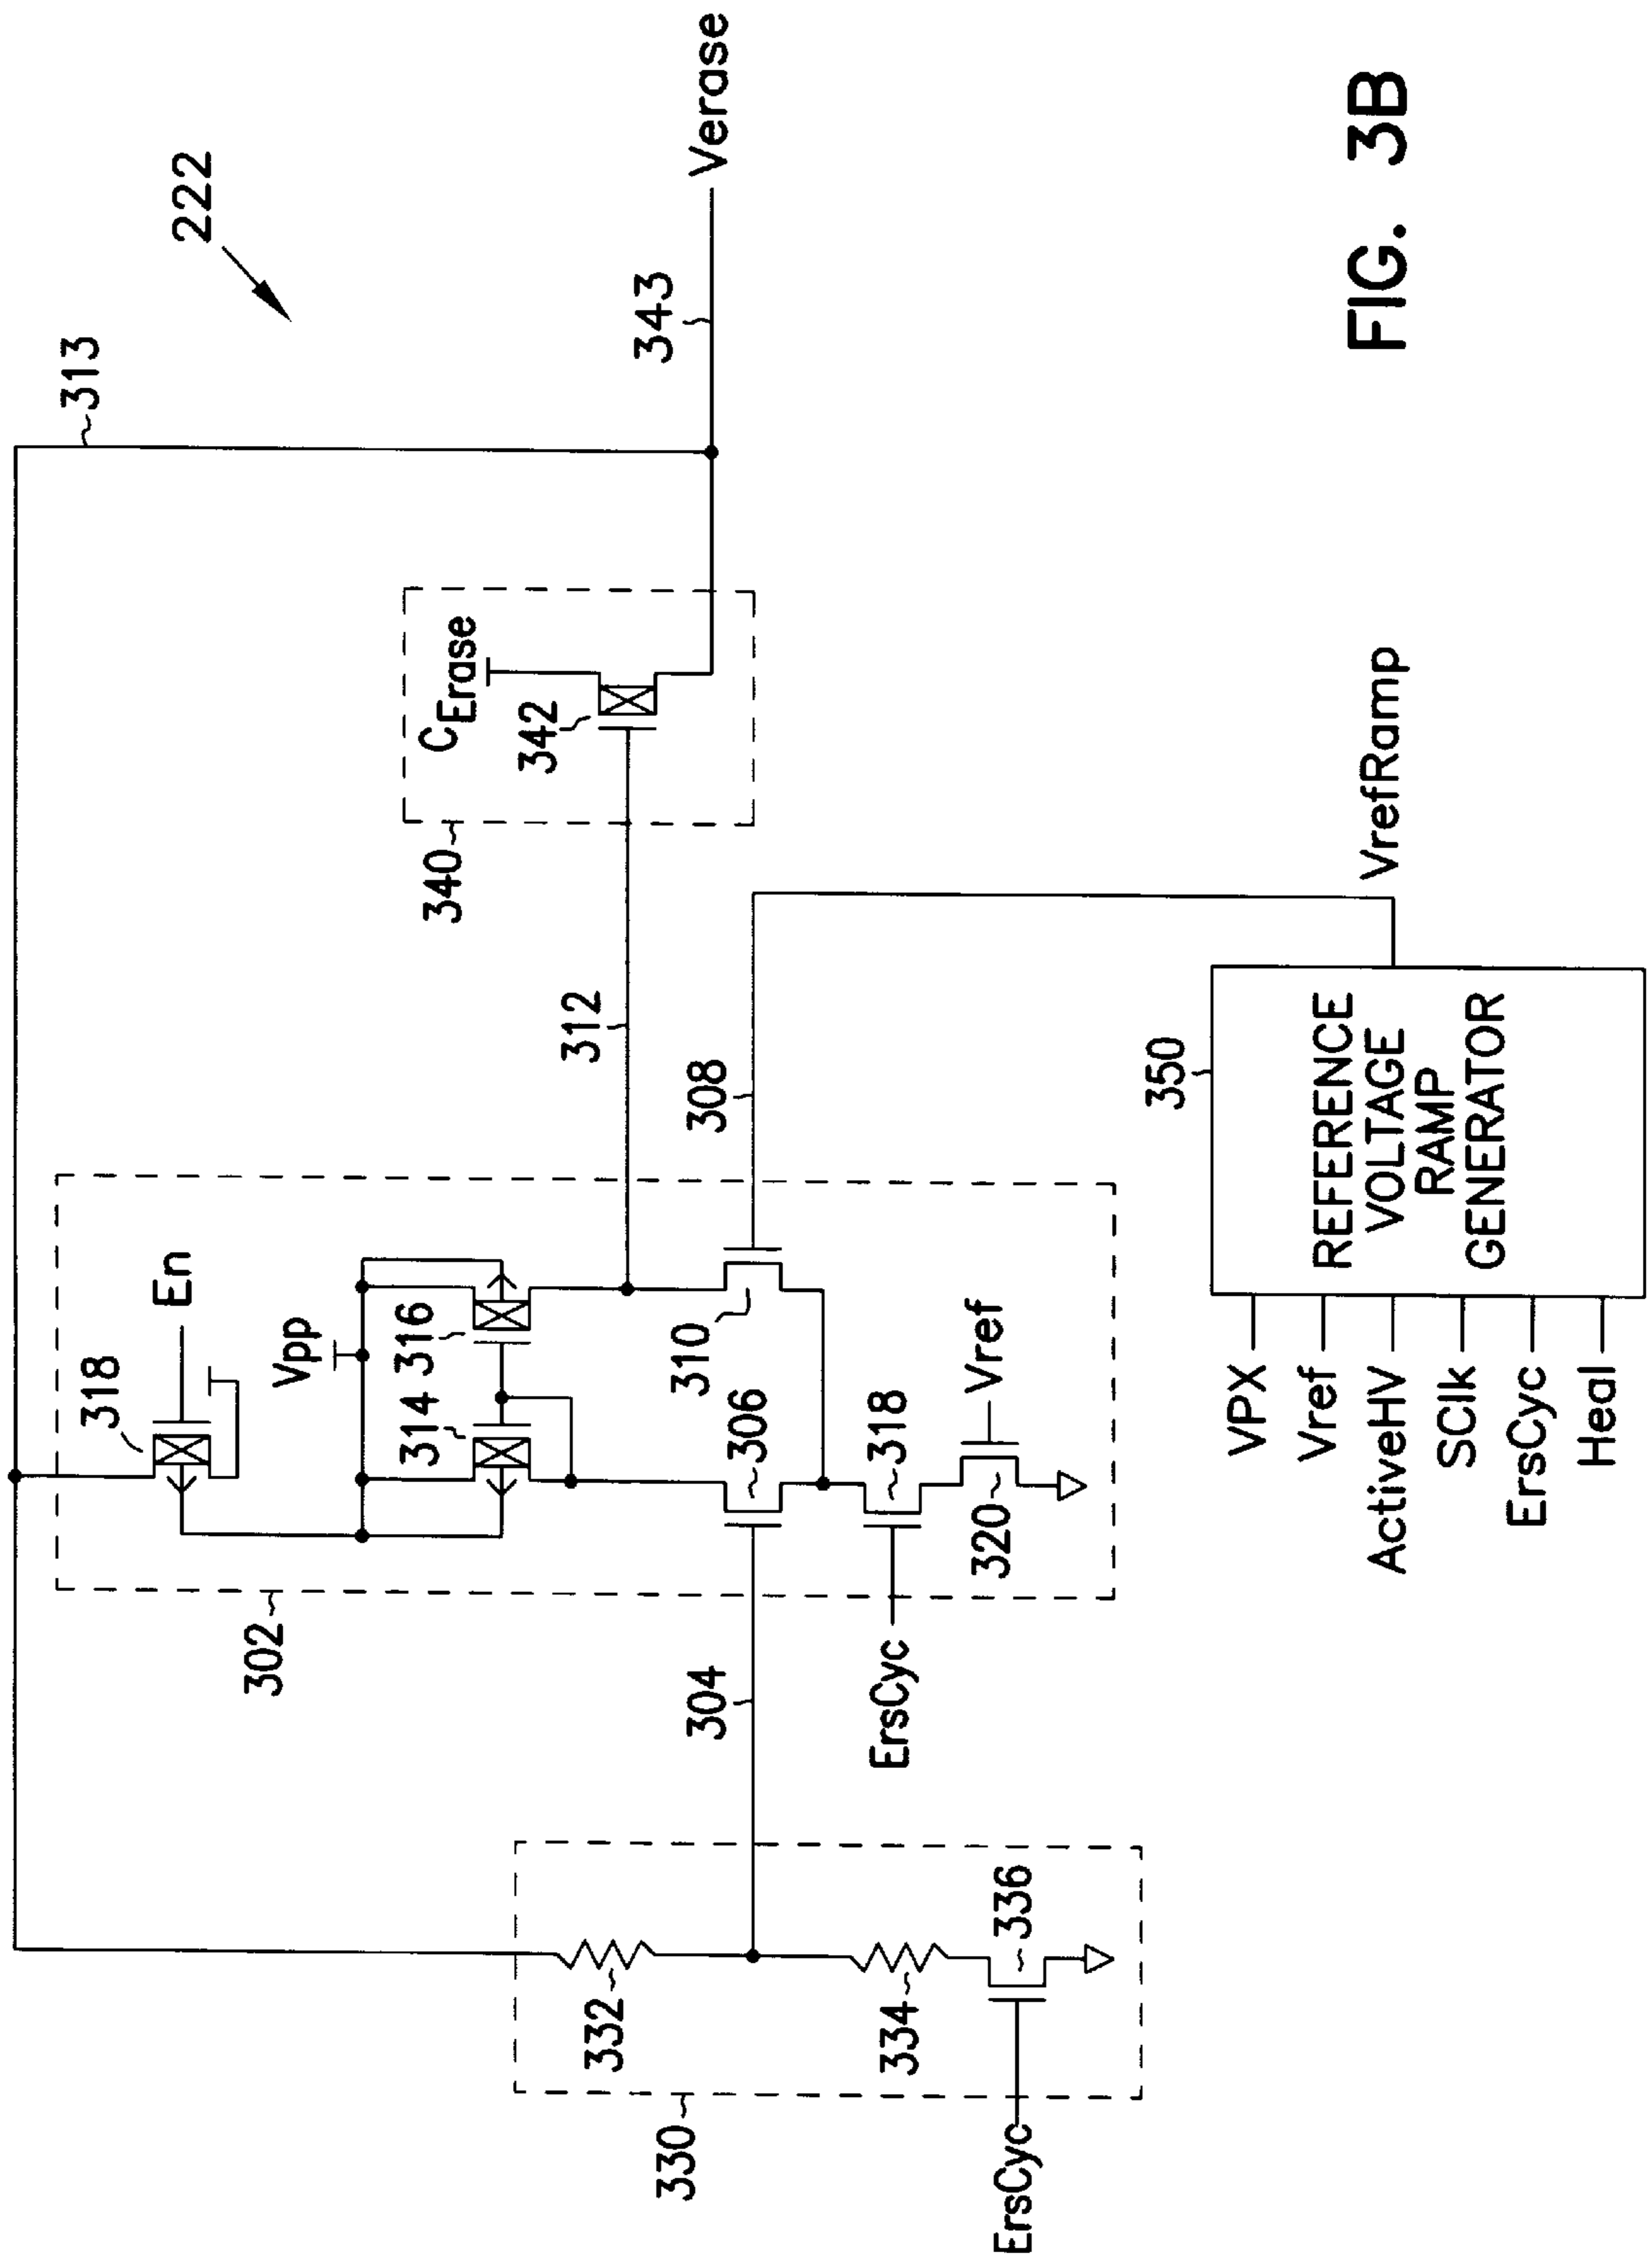 222
313
Verase
343
CErase
342
340
312
308
318
En
Vpp
314
316
310
306
318
320
Vref
302
304
ErsCyc
332
334
336
330
ErsCyc
350
REFERENCE
VOLTAGE
RAMP
GENERATOR
VrefRamp
VPX
Vref
ActiveHV
SClk
ErsCyc
Heal
FIG. 3B